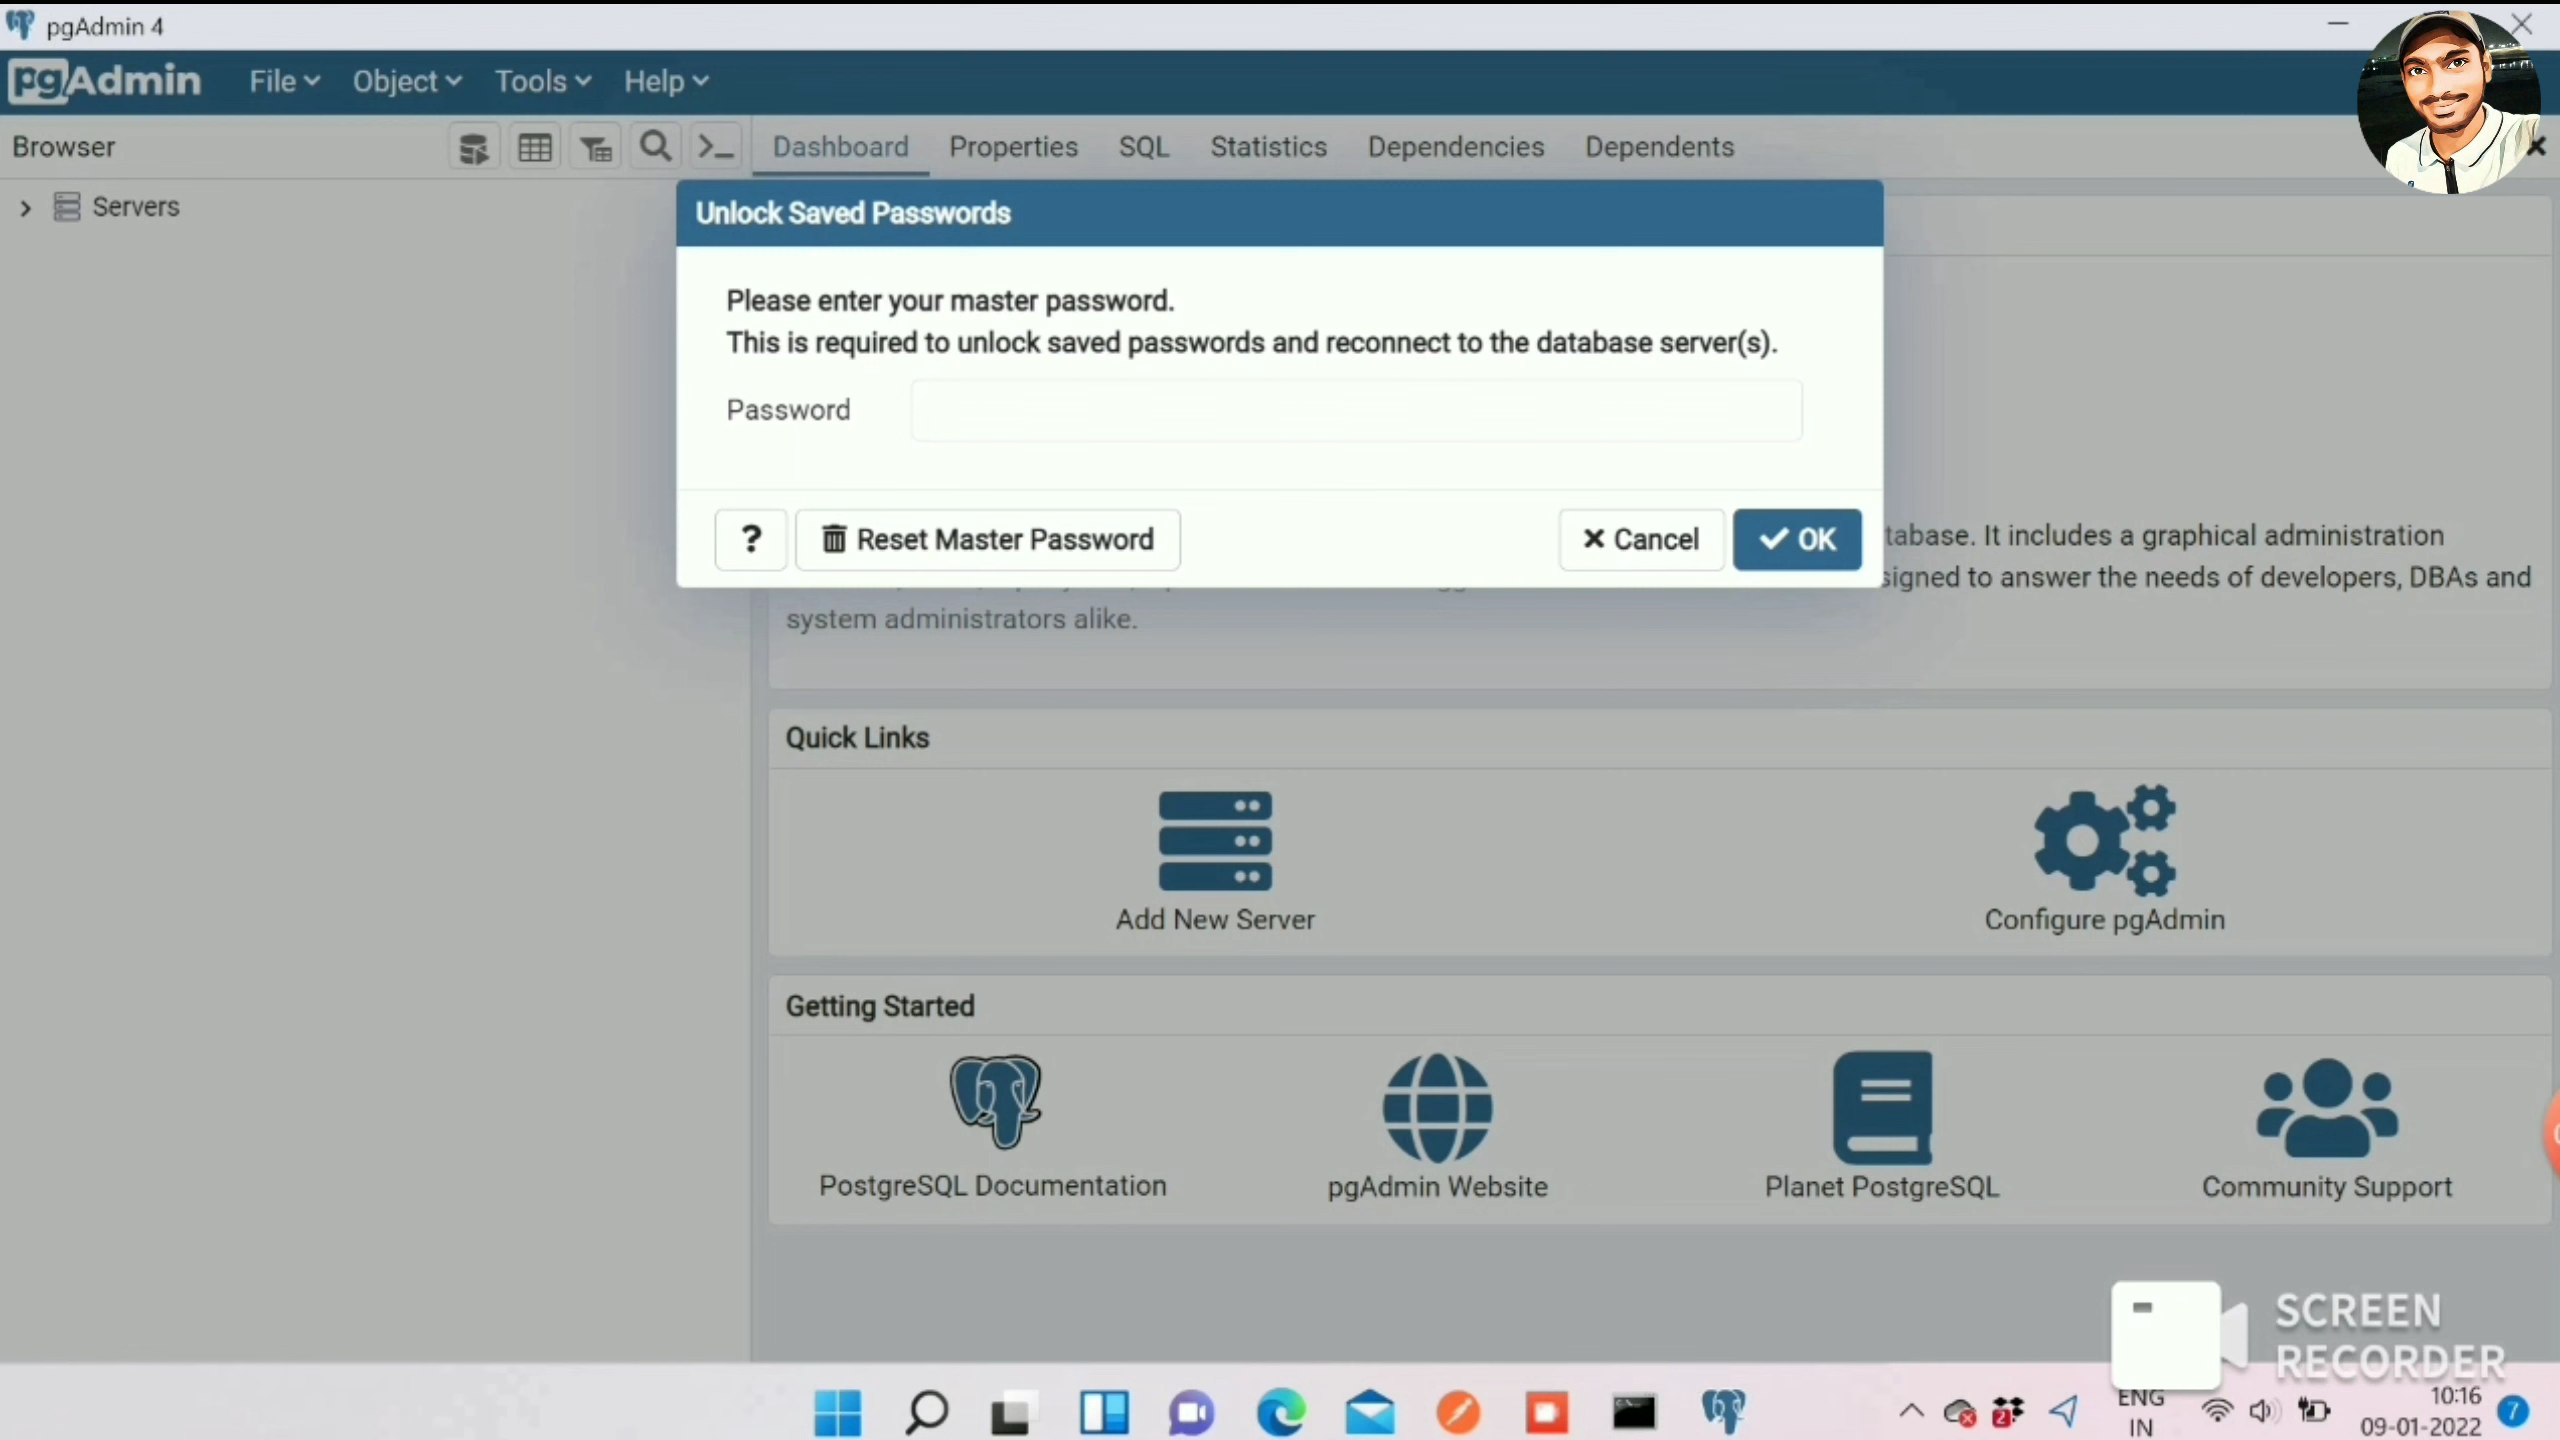 pgAdmin 4
pgAdmin File Object Tools Help
Browser
Dashboard Properties SQL Statistics Dependencies Dependents
Servers
Unlock Saved Passwords
Please enter your master password.
This is required to unlock saved passwords and reconnect to the database server(s).
Password
? Reset Master Password Cancel OK
tabase. It includes a graphical administration
signed to answer the needs of developers, DBAs and
system administrators alike.
Quick Links
Add New Server
Configure pgAdmin
Getting Started
PostgreSQL Documentation
pgAdmin Website
Planet PostgreSQL
Community Support
SCREEN
RECORDER
ENG
IN
2
10:16
09-01-2022
7